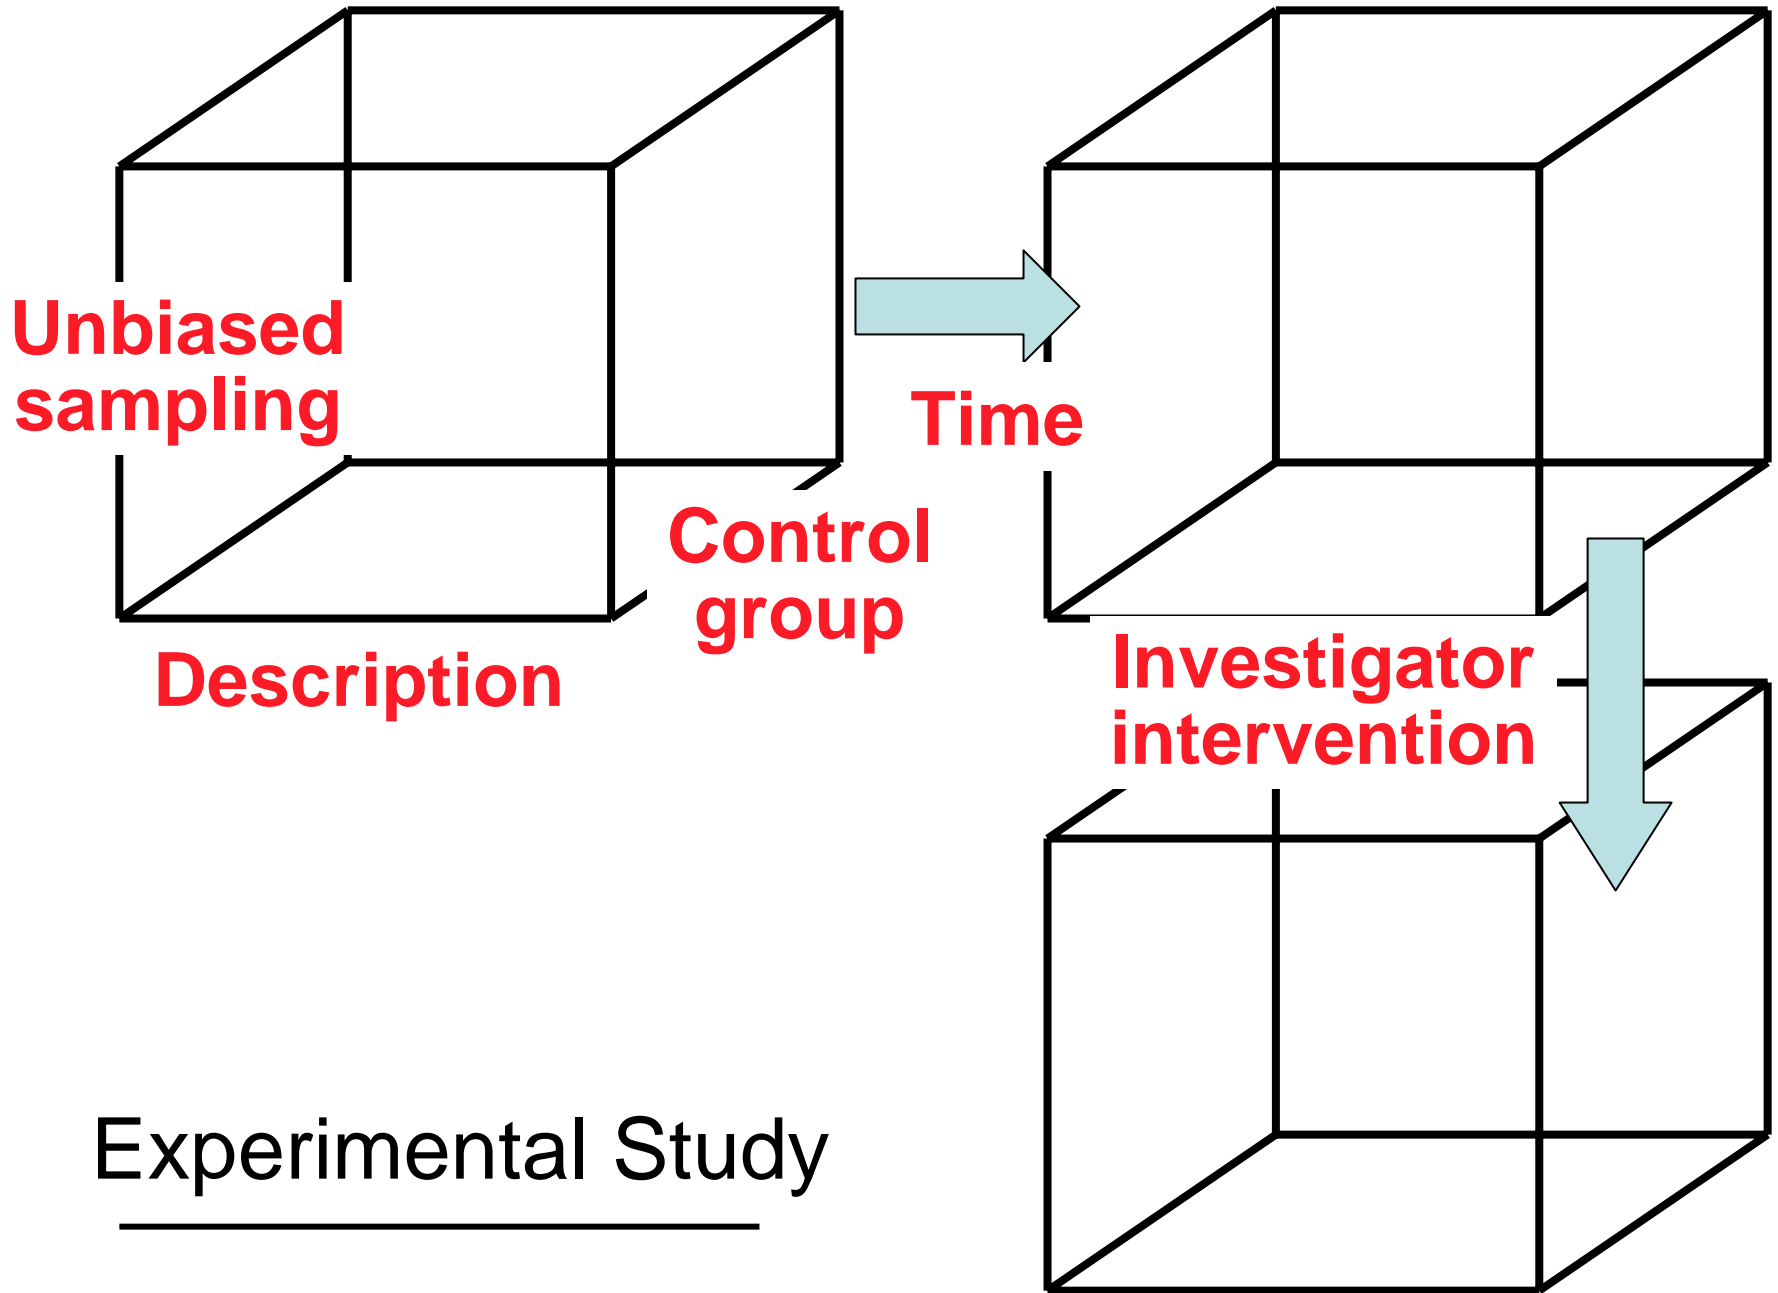 Unbiased
sampling
Time
Control
group
Description
Investigator
intervention
Experimental Study